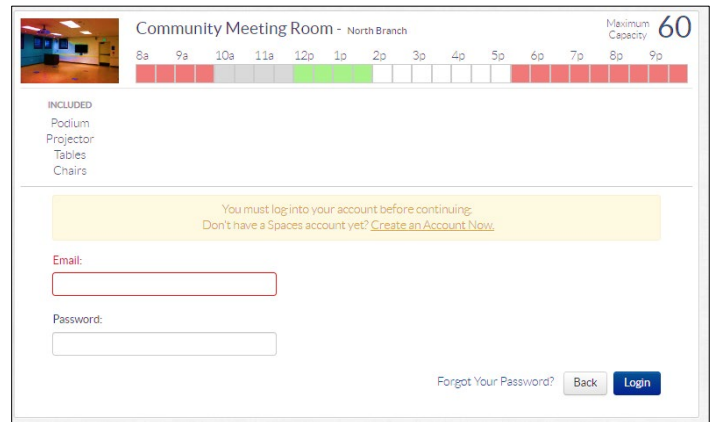 Community Meeting Room - North Branch
Maximum
Capacity 60
8a 9a 10a 11a 12p 1p 2p 3p 4p 5p 6p 7p 8p 9p
INCLUDED
Podium
Projector
Tables
Chairs
You must log into your account before continuing.
Don't have a Spaces account yet? Create an Account Now.
Email:
Password:
Forgot Your Password? Back Login